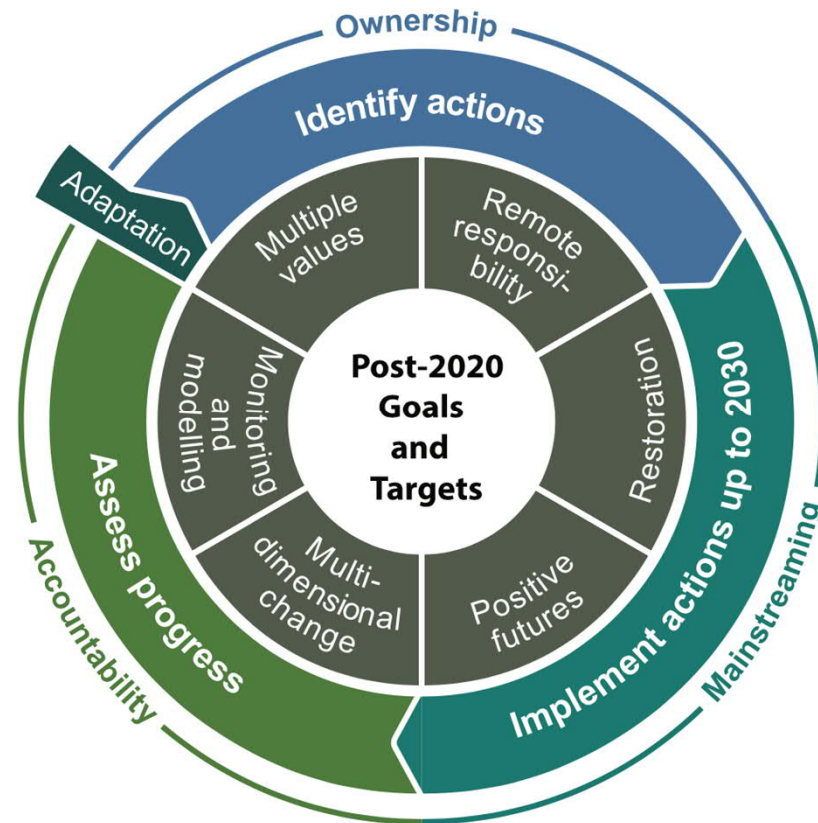 Ownership
Identify actions
Adaptation
Multiple
values
Remote
responsi-
bility
Monitoring
and
modelling
Post-2020
Goals
and
Targets
Restoration
Multi-
dimensional
change
Positive
futures
Assess progress
Implement actions up to 2030
Accountability
Mainstreaming